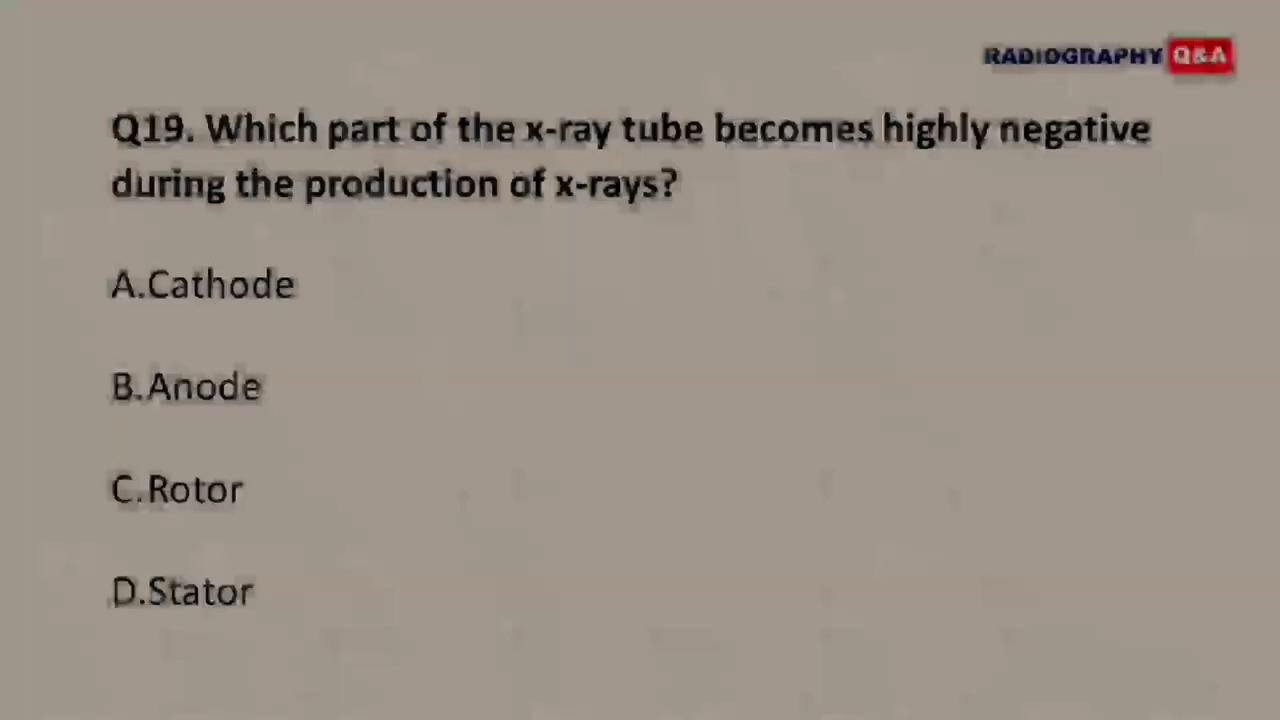 RADIOGRAPHY Q&A
Q19. Which part of the x-ray tube becomes highly negative
during the production of x-rays?
A.Cathode
B.Anode
C.Rotor
D.Stator